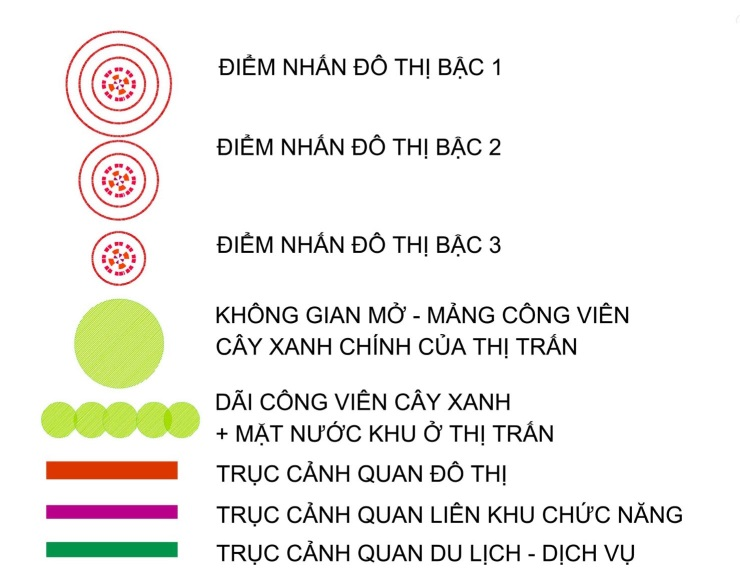 ĐIỂM NHẤN ĐÔ THỊ BẬC 1
ĐIỂM NHẤN ĐÔ THỊ BẬC 2
ĐIỂM NHẤN ĐÔ THỊ BẬC 3
KHÔNG GIAN MỞ - MẢNG CÔNG VIÊN
CÂY XANH CHÍNH CỦA THỊ TRẤN
DÃI CÔNG VIÊN CÂY XANH
+ MẶT NƯỚC KHU Ở THỊ TRẤN
TRỤC CẢNH QUAN ĐÔ THỊ
TRỤC CẢNH QUAN LIÊN KHU CHỨC NĂNG
TRỤC CẢNH QUAN DU LỊCH - DỊCH VỤ